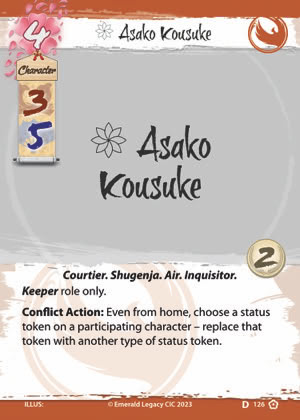 Asako Kousuke
4
Character
3
5
Asako
Kousuke
2
Courtier. Shugenja. Air. Inquisitor.
Keeper role only.
Conflict Action: Even from home, choose a status
token on a participating character – replace that
token with another type of status token.
ILLUS: © Emerald Legacy CIC 2023 D 126